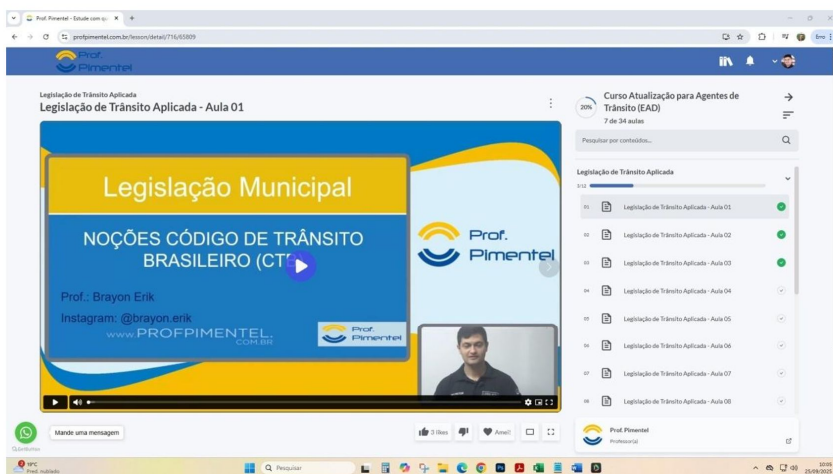 Prof. Pimentel - Estude com qu
profpimentel.com.br/lesson/detail/716/65809
Erro
Prof.
Pimentel
Legislação de Trânsito Aplicada
Legislação de Trânsito Aplicada - Aula 01
Legislação Municipal
NOÇÕES CÓDIGO DE TRÂNSITO
BRASILEIRO (CTB)
Prof.: Brayon Erik
Instagram: @brayon.erik
www.PROFPIMENTEL.
COM.BR
Prof.
Pimentel
Prof.
Pimentel
Mande uma mensagem
3 likes
Amei!
20%
Curso Atualização para Agentes de
Trânsito (EAD)
7 de 34 aulas
Pesquisar por conteúdos...
Legislação de Trânsito Aplicada
3/12
01 Legislação de Trânsito Aplicada - Aula 01
02 Legislação de Trânsito Aplicada - Aula 02
03 Legislação de Trânsito Aplicada - Aula 03
04 Legislação de Trânsito Aplicada - Aula 04
05 Legislação de Trânsito Aplicada - Aula 05
06 Legislação de Trânsito Aplicada - Aula 06
07 Legislação de Trânsito Aplicada - Aula 07
08 Legislação de Trânsito Aplicada - Aula 08
Prof. Pimentel
Professor(a)
19°C
Pred. nublado
Pesquisar
10:03
25/09/2025